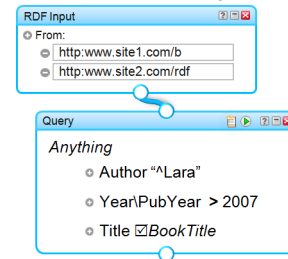 RDF Input
From:
http:www.site1.com/b
http:www.site2.com/rdf
Query
Anything
Author “^Lara”
Year\PubYear > 2007
Title ☑BookTitle